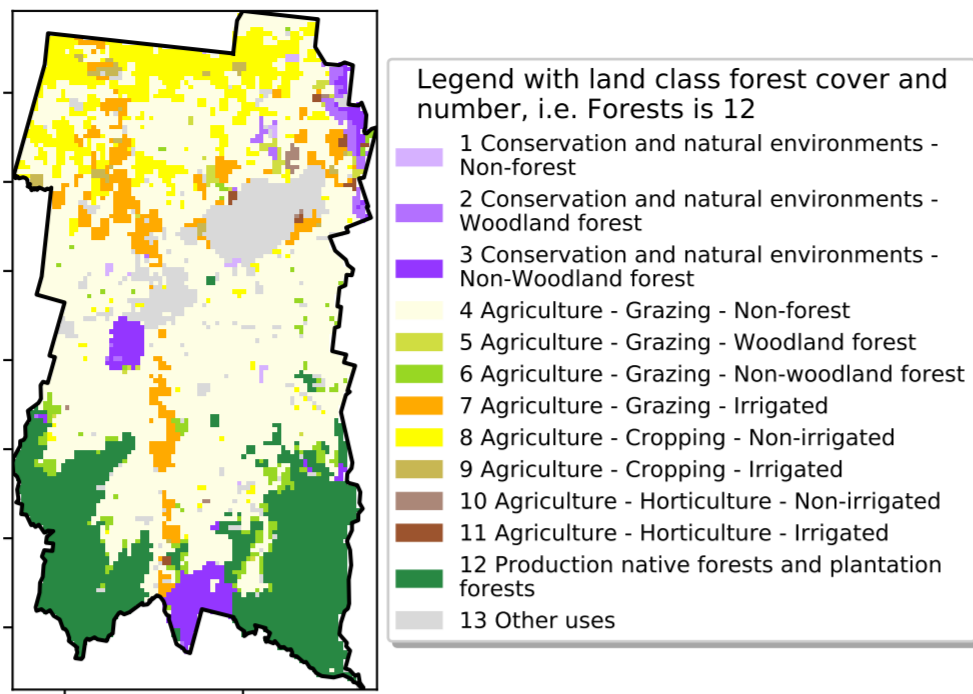 Legend with land class forest cover and
number, i.e. Forests is 12
1 Conservation and natural environments -
Non-forest
2 Conservation and natural environments -
Woodland forest
3 Conservation and natural environments -
Non-Woodland forest
4 Agriculture - Grazing - Non-forest
5 Agriculture - Grazing - Woodland forest
6 Agriculture - Grazing - Non-woodland forest
7 Agriculture - Grazing - Irrigated
8 Agriculture - Cropping - Non-irrigated
9 Agriculture - Cropping - Irrigated
10 Agriculture - Horticulture - Non-irrigated
11 Agriculture - Horticulture - Irrigated
12 Production native forests and plantation
forests
13 Other uses